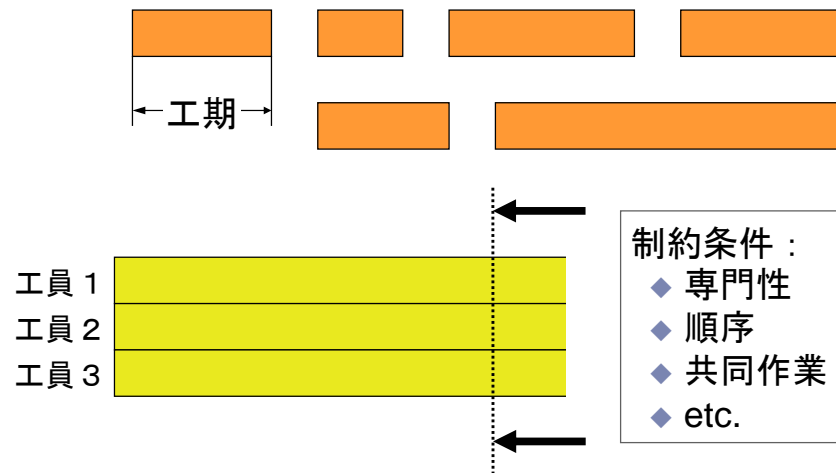 工期
工員1
工員2
工員3
制約条件：
◆ 専門性
◆ 順序
◆ 共同作業
◆ etc.